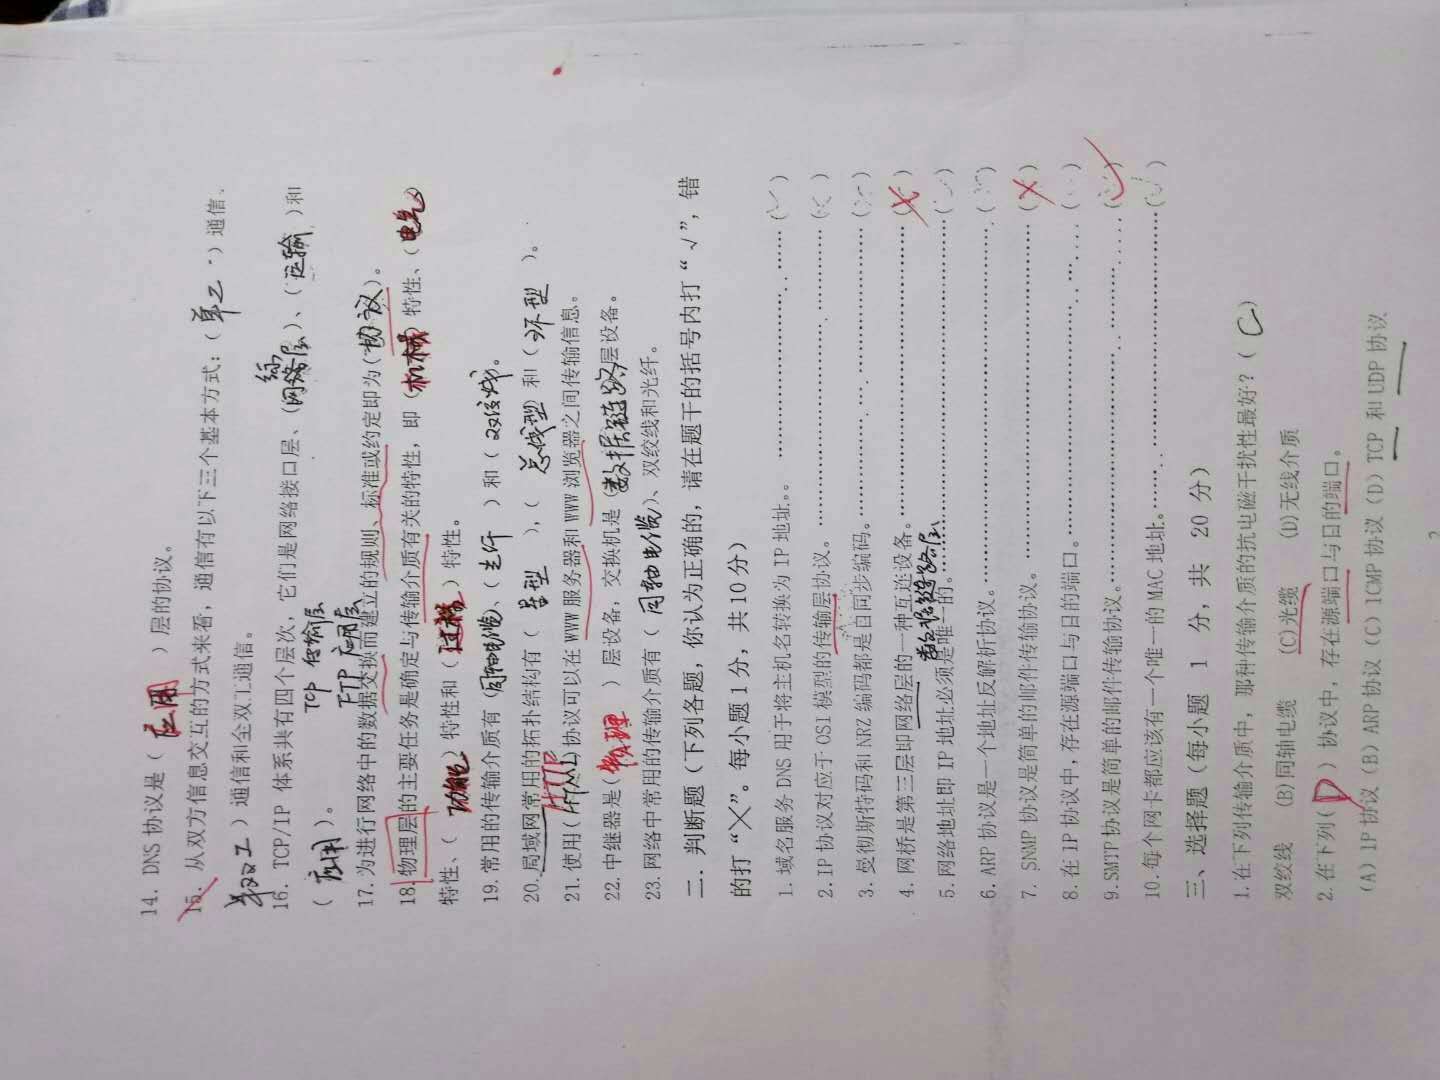 14. DNS 协议是（ 应用 ）层的协议。
15. 从双方信息交互的方式来看，通信有以下三个基本方式：（ 单工 ）通信、
半双工 ）通信和全双工通信。
综
16. TCP/IP 体系共有四个层次，它们是网络接口层、（网络层）、（ 运输 ）和
（ 应用 ）。
TCP 传输层
FTP 应用层
17. 为进行网络中的数据交换而建立的规则、标准或约定即为（协议）。
18. 物理层的主要任务是确定与传输介质有关的特性，即（机械）特性、（电气）
特性、（ 功能 ）特性和（ 过程 ）特性。
19. 常用的传输介质有（同轴电缆）、（ 光纤 ）和（ 双绞线。
20. 局域网常用的拓扑结构有（ 星型 ），（ 总线型 和（ 环型 ）。
HTTP
21. 使用（HTML）协议可以在 WWW 服务器和 WWW 浏览器之间传输信息。
22. 中继器是（物理 ）层设备，交换机是（数据链路层设备。
23. 网络中常用的传输介质有（ 同轴电缆）、双绞线和光纤。
二．判断题（下列各题，你认为正确的，请在题干的括号内打“√”，错
的打“╳”。每小题 1 分，共 10 分）
1. 域名服务 DNS 用于将主机名转换为 IP 地址。。 ……（✓）
2. IP 协议对应于 OSI 模型的传输层协议。……（×）
3. 曼彻斯特码和 NRZ 编码都是自同步编码。……（ ）
4. 网桥是第三层即网络层的一种互连设备。……（×）
数据链路层、
5. 网络地址即 IP 地址必须是唯一的。……（✓）
6. ARP 协议是一个地址反解析协议。……（ ）
7. SNMP 协议是简单的邮件传输协议。……（×）
8. 在 IP 协议中，存在源端口与目的端口。……（ ）
9. SMTP 协议是简单的邮件传输协议。……（✓）
10. 每个网卡都应该有一个唯一的 MAC 地址。……（√）
三、选择题（每小题 1 分，共 20 分）
1. 在下列传输介质中，那种传输介质的抗电磁干扰性最好？（ C ）
双绞线 (B)同轴电缆 (C)光缆 (D)无线介质
2. 在下列（ D ）协议中，存在源端口与目的端口。
（A）IP 协议（B）ARP 协议（C）ICMP 协议（D）TCP 和 UDP 协议
2